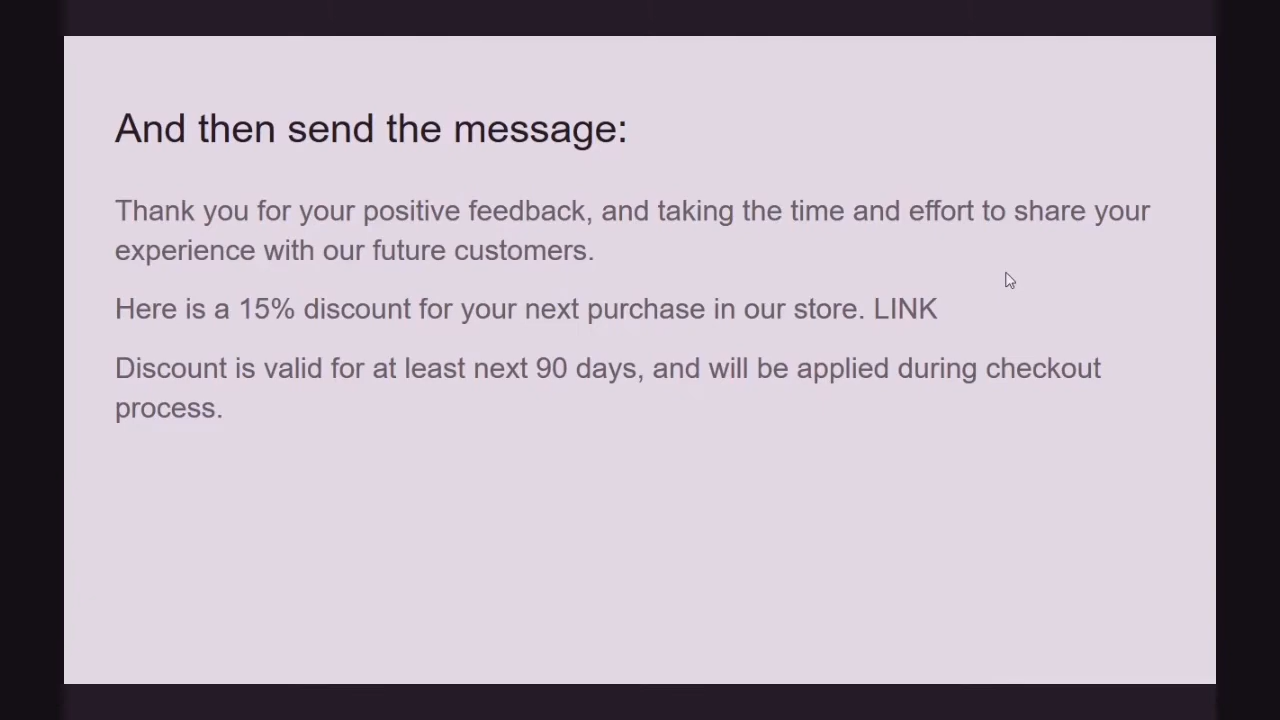 And then send the message:
Thank you for your positive feedback, and taking the time and effort to share your
experience with our future customers.
Here is a 15% discount for your next purchase in our store. LINK
Discount is valid for at least next 90 days, and will be applied during checkout
process.